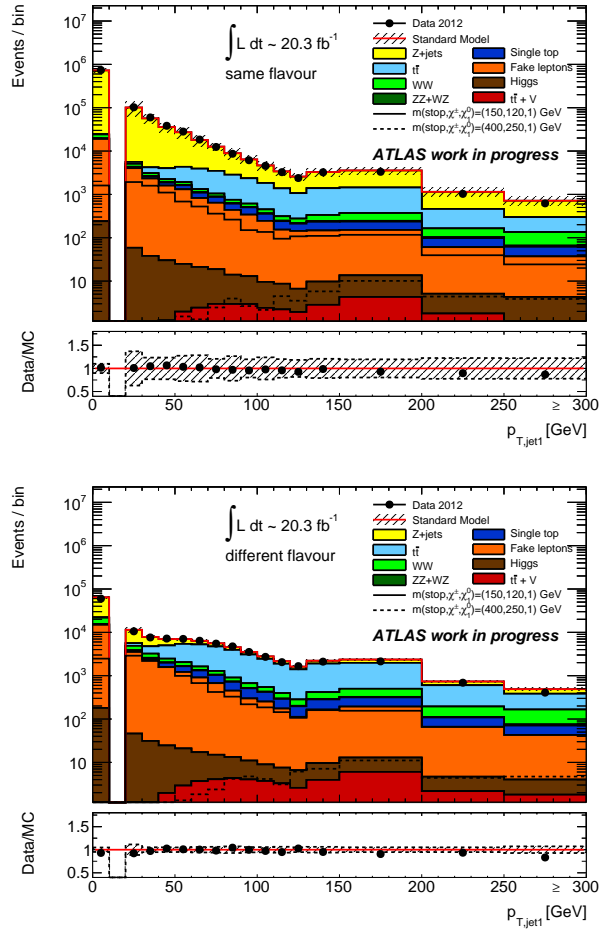 Events / bin
10^7
10^6
10^5
10^4
10^3
10^2
10
1
∫ L dt ~ 20.3 fb^-1
same flavour
Data 2012
Standard Model
Z+jets
Single top
tt̄
Fake leptons
WW
Higgs
ZZ+WZ
tt̄ + V
m(stop,χ^±,χ^0_1)=(150,120,1) GeV
m(stop,χ^±,χ^0_1)=(400,250,1) GeV
ATLAS work in progress
Data/MC
1.5
1
0.5
0 50 100 150 200 250 ≥ 300
p_T,jet1 [GeV]
Events / bin
10^7
10^6
10^5
10^4
10^3
10^2
10
1
∫ L dt ~ 20.3 fb^-1
different flavour
Data 2012
Standard Model
Z+jets
Single top
tt̄
Fake leptons
WW
Higgs
ZZ+WZ
tt̄ + V
m(stop,χ^±,χ^0_1)=(150,120,1) GeV
m(stop,χ^±,χ^0_1)=(400,250,1) GeV
ATLAS work in progress
Data/MC
1.5
1
0.5
0 50 100 150 200 250 ≥ 300
p_T,jet1 [GeV]